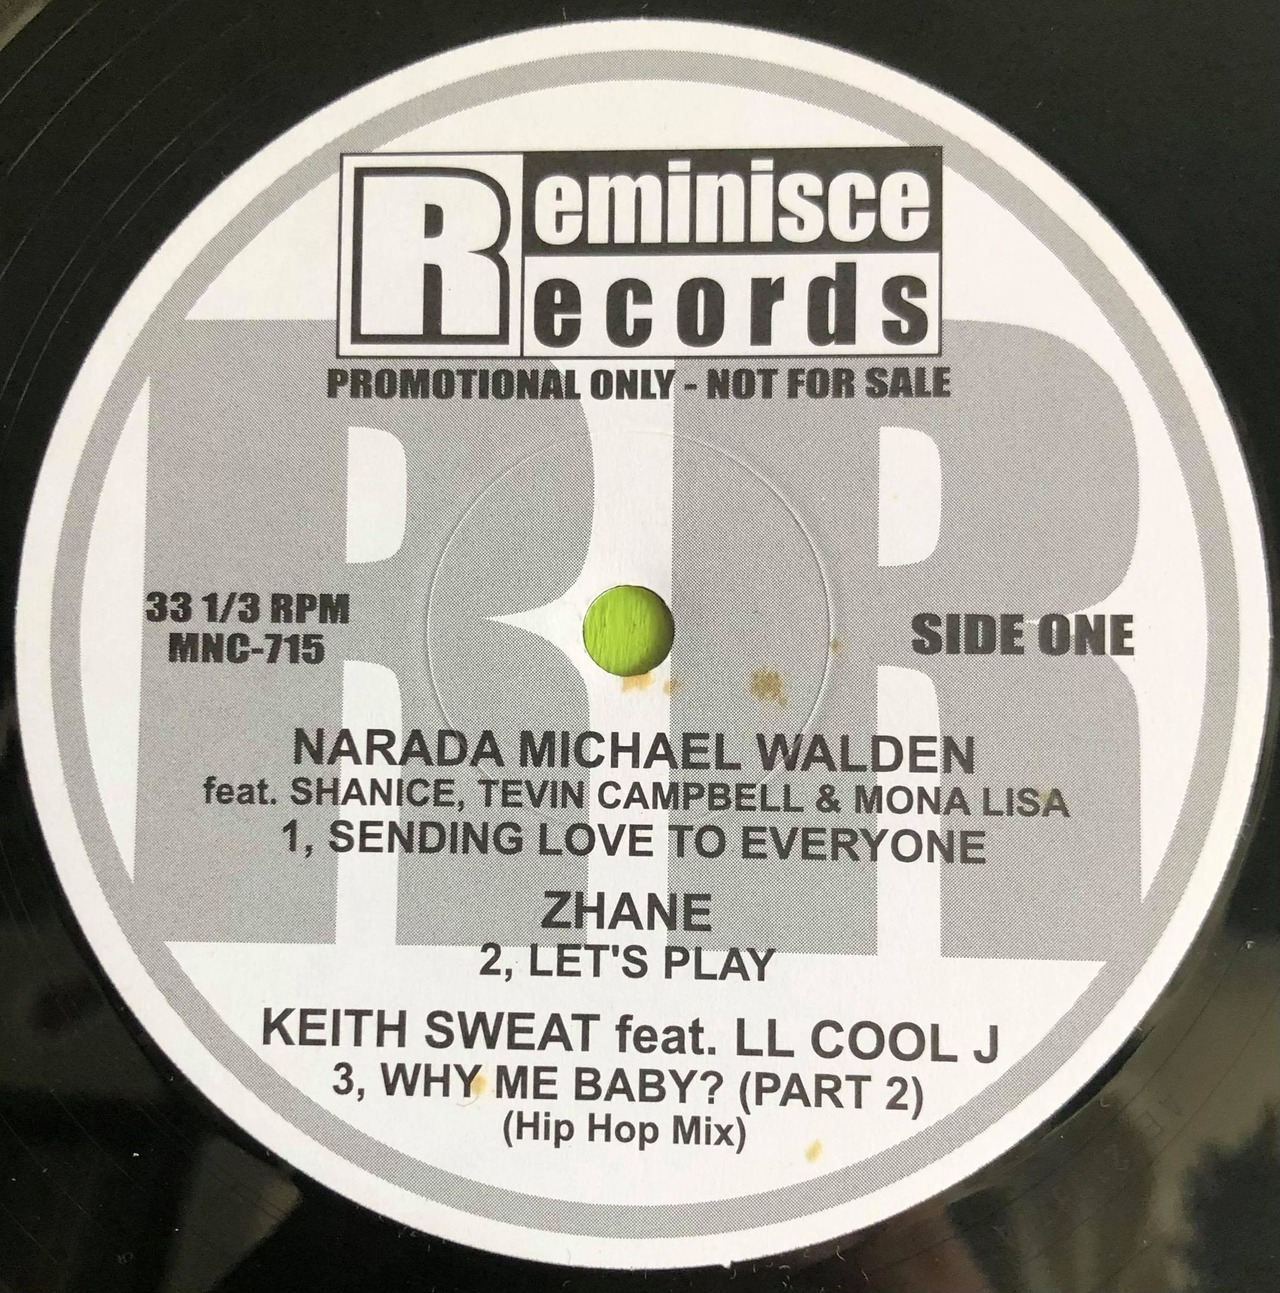 Reminisce
Records
PROMOTIONAL ONLY - NOT FOR SALE
33 1/3 RPM
MNC-715
SIDE ONE
NARADA MICHAEL WALDEN
feat. SHANICE, TEVIN CAMPBELL & MONA LISA
1, SENDING LOVE TO EVERYONE
ZHANE
2, LET'S PLAY
KEITH SWEAT feat. LL COOL J
3, WHY ME BABY? (PART 2)
(Hip Hop Mix)